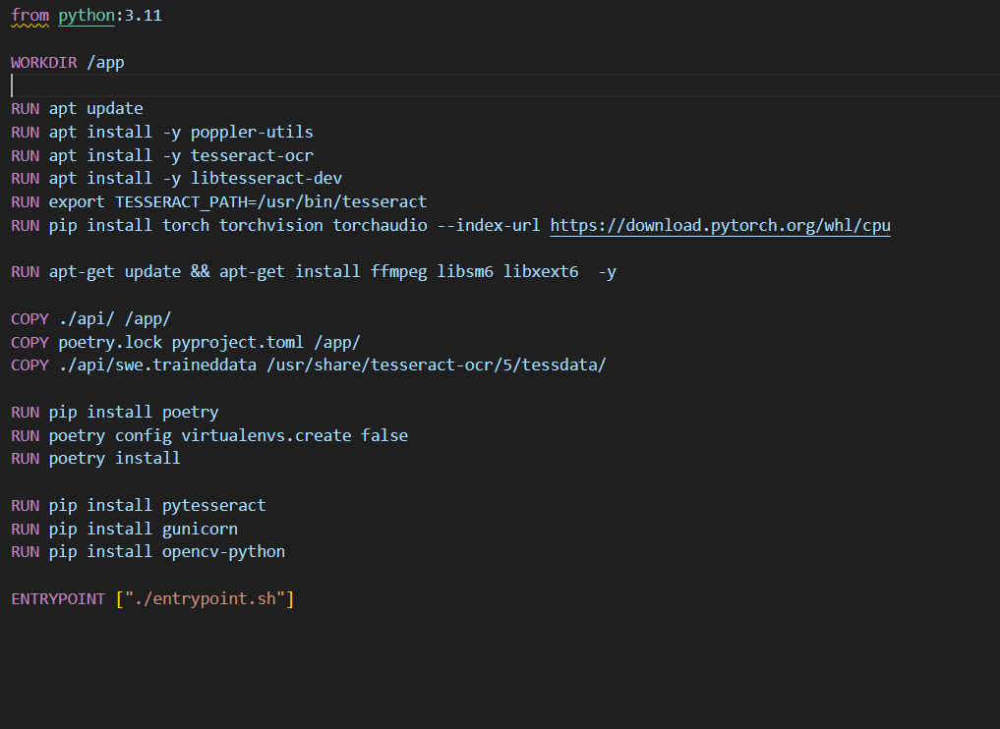 from python:3.11
WORKDIR /app
RUN apt update
RUN apt install -y poppler-utils
RUN apt install -y tesseract-ocr
RUN apt install -y libtesseract-dev
RUN export TESSERACT_PATH=/usr/bin/tesseract
RUN pip install torch torchvision torchaudio --index-url https://download.pytorch.org/whl/cpu
RUN apt-get update && apt-get install ffmpeg libsm6 libxext6  -y
COPY ./api/ /app/
COPY poetry.lock pyproject.toml /app/
COPY ./api/swe.traineddata /usr/share/tesseract-ocr/5/tessdata/
RUN pip install poetry
RUN poetry config virtualenvs.create false
RUN poetry install
RUN pip install pytesseract
RUN pip install gunicorn
RUN pip install opencv-python
ENTRYPOINT ["./entrypoint.sh"]